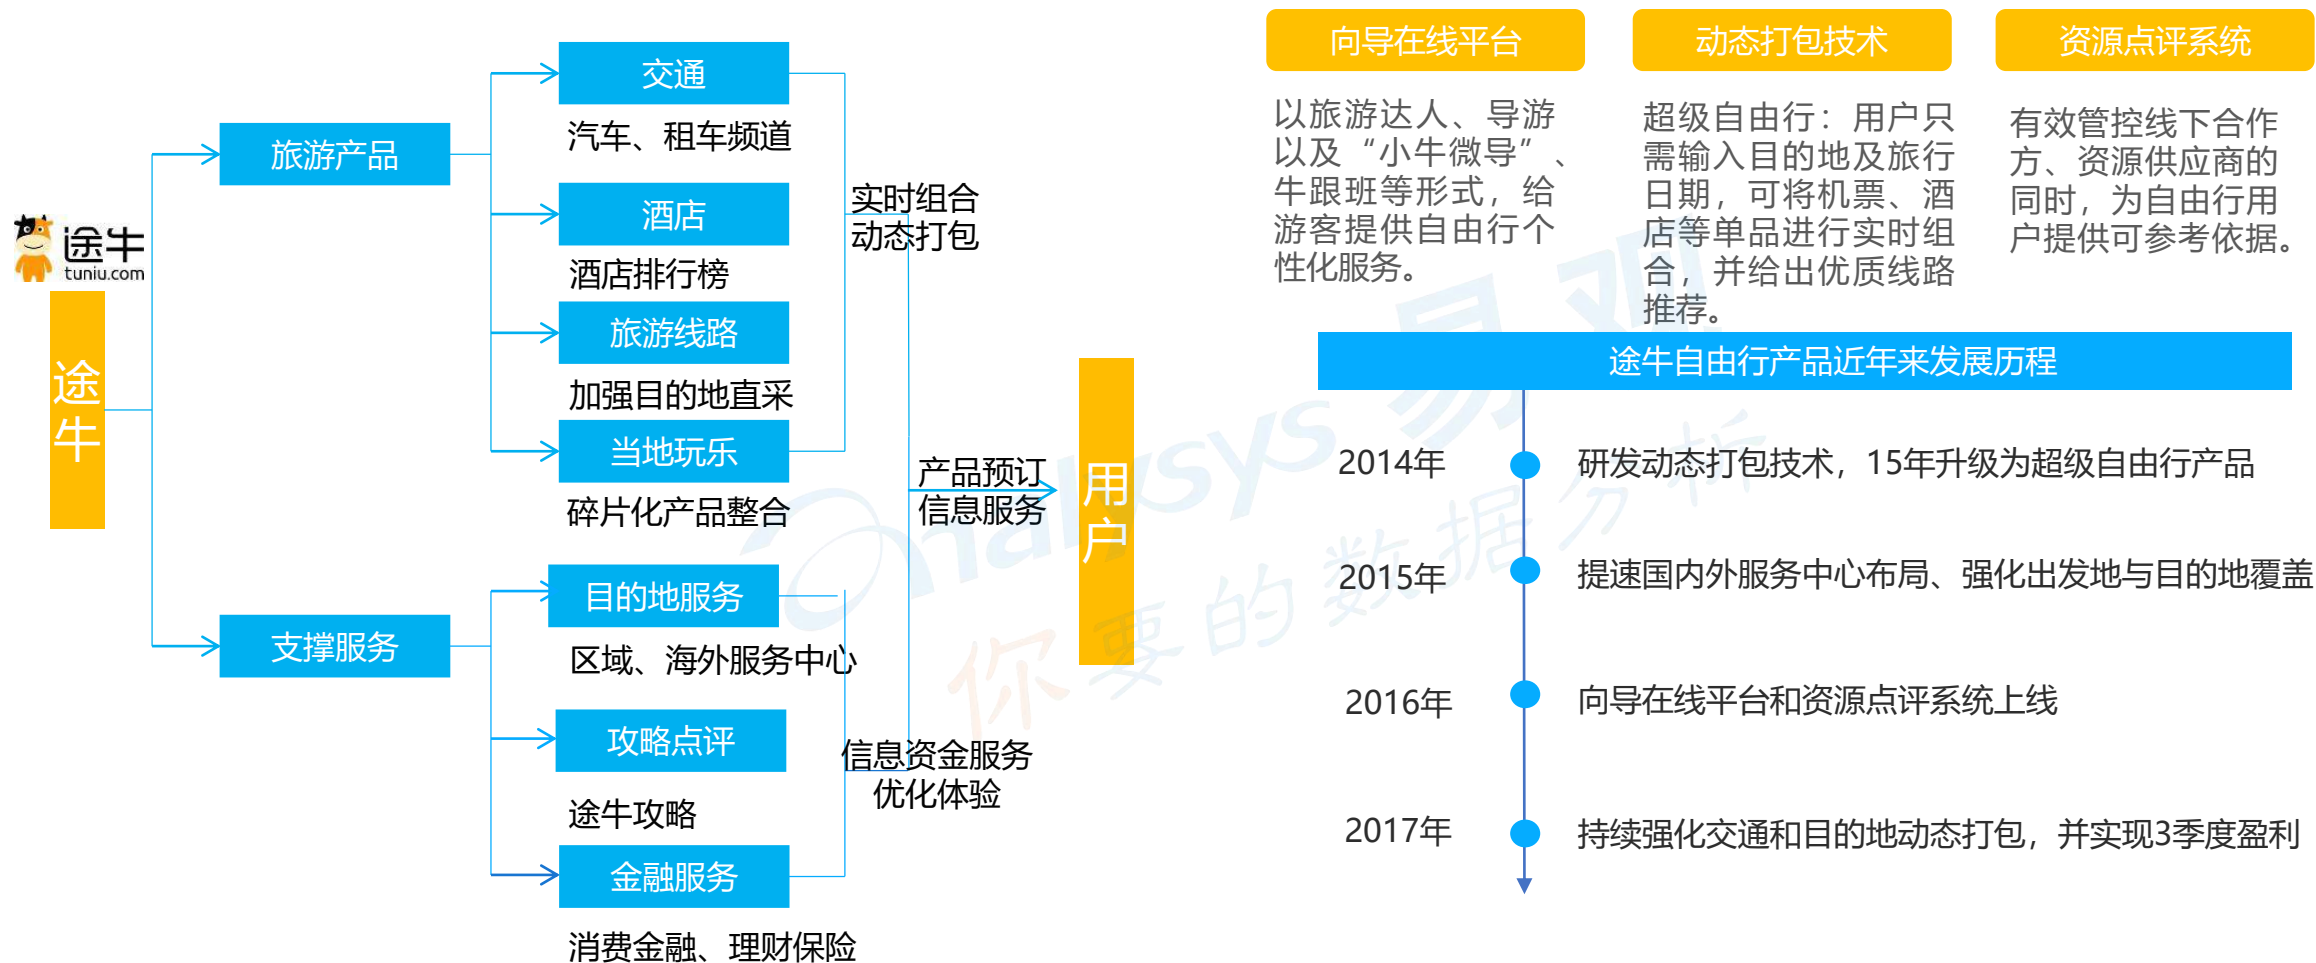 途牛
tuniu.com
途牛
旅游产品
支撑服务
交通
汽车、租车频道
酒店
酒店排行榜
旅游线路
加强目的地直采
当地玩乐
碎片化产品整合
目的地服务
区域、海外服务中心
攻略点评
途牛攻略
金融服务
消费金融、理财保险
实时组合
动态打包
产品预订
信息服务
信息资金服务
优化体验
用户
向导在线平台
以旅游达人、导游
以及“小牛微导”、
牛跟班等形式，给
游客提供自由行个
性化服务。
动态打包技术
超级自由行：用户只
需输入目的地及旅行
日期，可将机票、酒
店等单品进行实时组
合，并给出优质线路
推荐。
资源点评系统
有效管控线下合作
方、资源供应商的
同时，为自由行用
户提供可参考依据。
途牛自由行产品近年来发展历程
2014年
研发动态打包技术，15年升级为超级自由行产品
2015年
提速国内外服务中心布局、强化出发地与目的地覆盖
2016年
向导在线平台和资源点评系统上线
2017年
持续强化交通和目的地动态打包，并实现3季度盈利
nalysys 易观
你要的数据分析